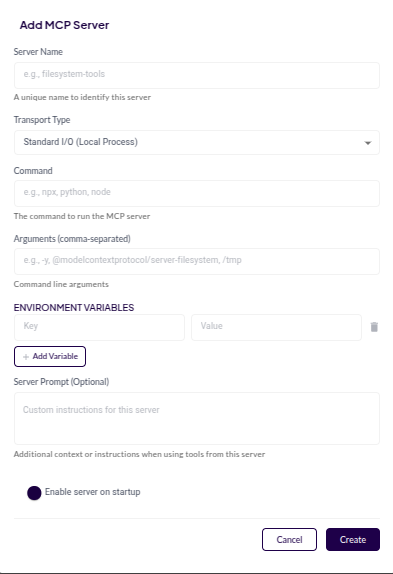 Add MCP Server
Server Name
e.g., filesystem-tools
A unique name to identify this server
Transport Type
Standard I/O (Local Process)
Command
e.g., npx, python, node
The command to run the MCP server
Arguments (comma-separated)
e.g., -y, @modelcontextprotocol/server-filesystem, /tmp
Command line arguments
ENVIRONMENT VARIABLES
Key Value
+ Add Variable
Server Prompt (Optional)
Custom instructions for this server
Additional context or instructions when using tools from this server
Enable server on startup
Cancel Create